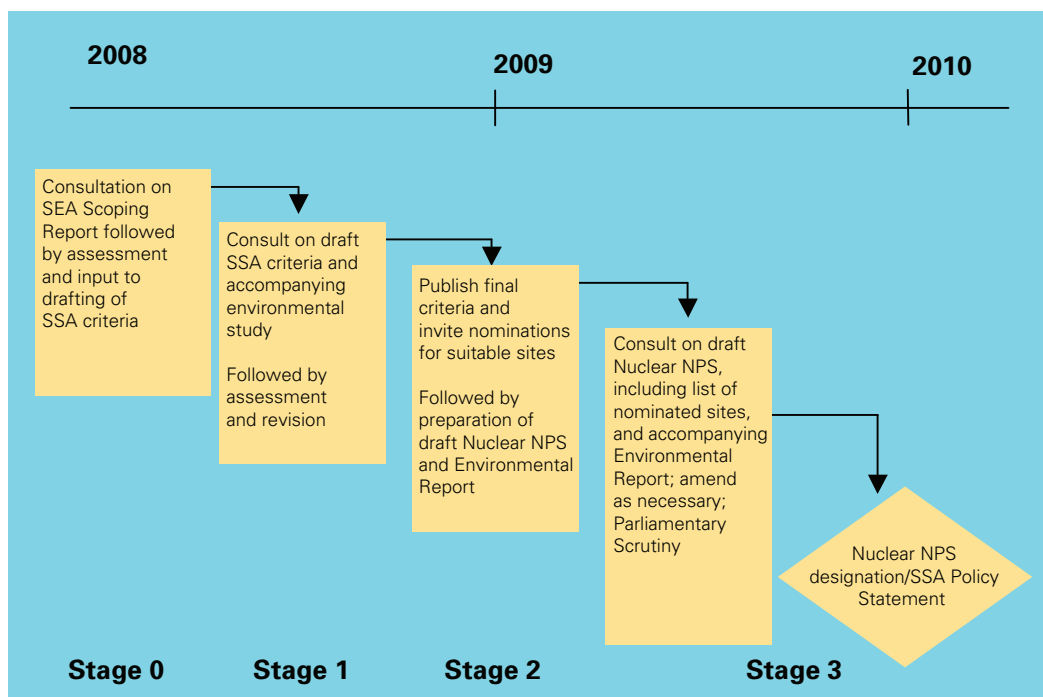 2008
2009
2010
Consultation on
SEA Scoping
Report followed
by assessment
and input to
drafting of
SSA criteria
Consult on draft
SSA criteria and
accompanying
environmental
study
Followed by
assessment
and revision
Publish final
criteria and
invite nominations
for suitable sites
Followed by
preparation of
draft Nuclear NPS
and Environmental
Report
Consult on draft
Nuclear NPS,
including list of
nominated sites,
and accompanying
Environmental
Report; amend
as necessary;
Parliamentary
Scrutiny
Nuclear NPS
designation/SSA Policy
Statement
Stage 0
Stage 1
Stage 2
Stage 3